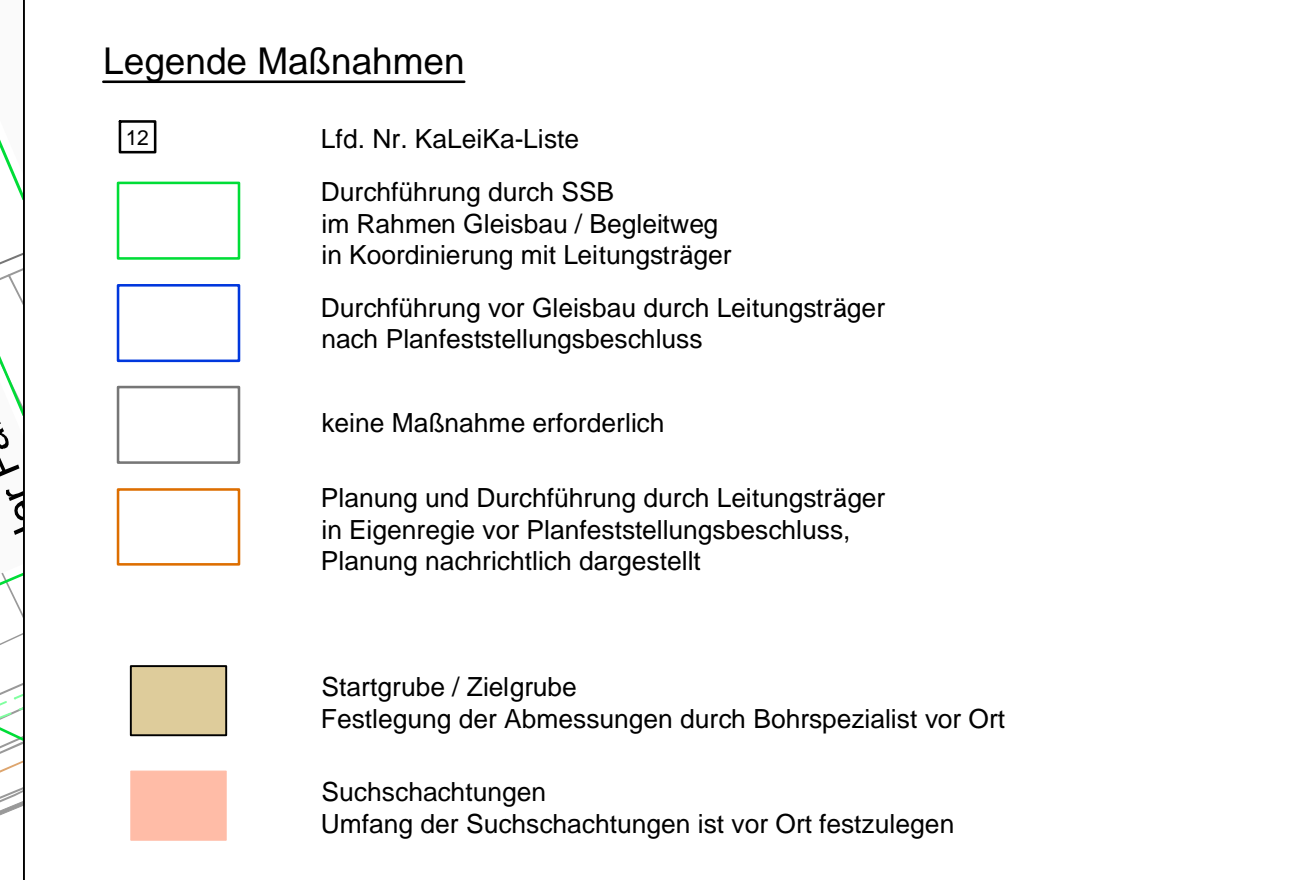 Legende Maßnahmen
12
Lfd. Nr. KaLeiKa-Liste
Durchführung durch SSB
im Rahmen Gleisbau / Begleitweg
in Koordinierung mit Leitungsträger
Durchführung vor Gleisbau durch Leitungsträger
nach Planfeststellungsbeschluss
keine Maßnahme erforderlich
Planung und Durchführung durch Leitungsträger
in Eigenregie vor Planfeststellungsbeschluss,
Planung nachrichtlich dargestellt
Startgrube / Zielgrube
Festlegung der Abmessungen durch Bohrspezialist vor Ort
Suchschachtungen
Umfang der Suchschachtungen ist vor Ort festzulegen